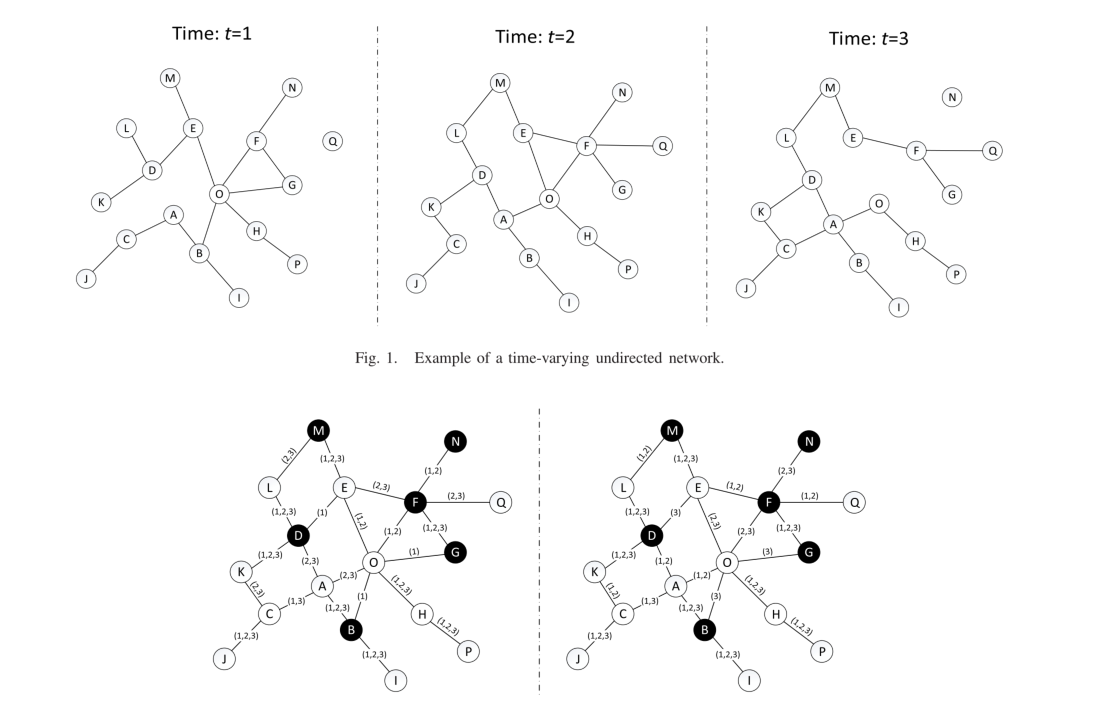 Time: t=1
Time: t=2
Time: t=3
M
N
L
E
F
Q
D
K
O
G
A
C
H
B
P
J
I
M
N
L
E
F
Q
D
G
K
O
A
C
H
B
P
J
I
M
N
L
E
F
Q
D
G
K
O
A
C
H
B
P
J
I
Fig. 1. Example of a time-varying undirected network.
M
N
(2,3)
(1,2,3)
(1,2)
L
E
(2,3)
F
(2,3)
Q
(1,2,3)
(1)
(1,2)
(1,2)
(1,2,3)
D
(1,2,3)
(2,3)
(1)
G
K
O
(2,3)
A
(2,3)
(1,3)
(1,2,3)
(1)
(1,2,3)
C
H
B
(1,2,3)
(1,2,3)
(1,2,3)
J
P
I
M
N
(1,2)
(1,2,3)
(2,3)
L
E
(1,2)
F
(1,2)
Q
(1,2,3)
(3)
(2,3)
(2,3)
(1,2,3)
D
(1,2,3)
(1,2)
(3)
G
K
O
(1,2)
A
(1,2)
(1,3)
(1,2,3)
(3)
(1,2,3)
C
H
B
(1,2,3)
(1,2,3)
(1,2,3)
J
P
I